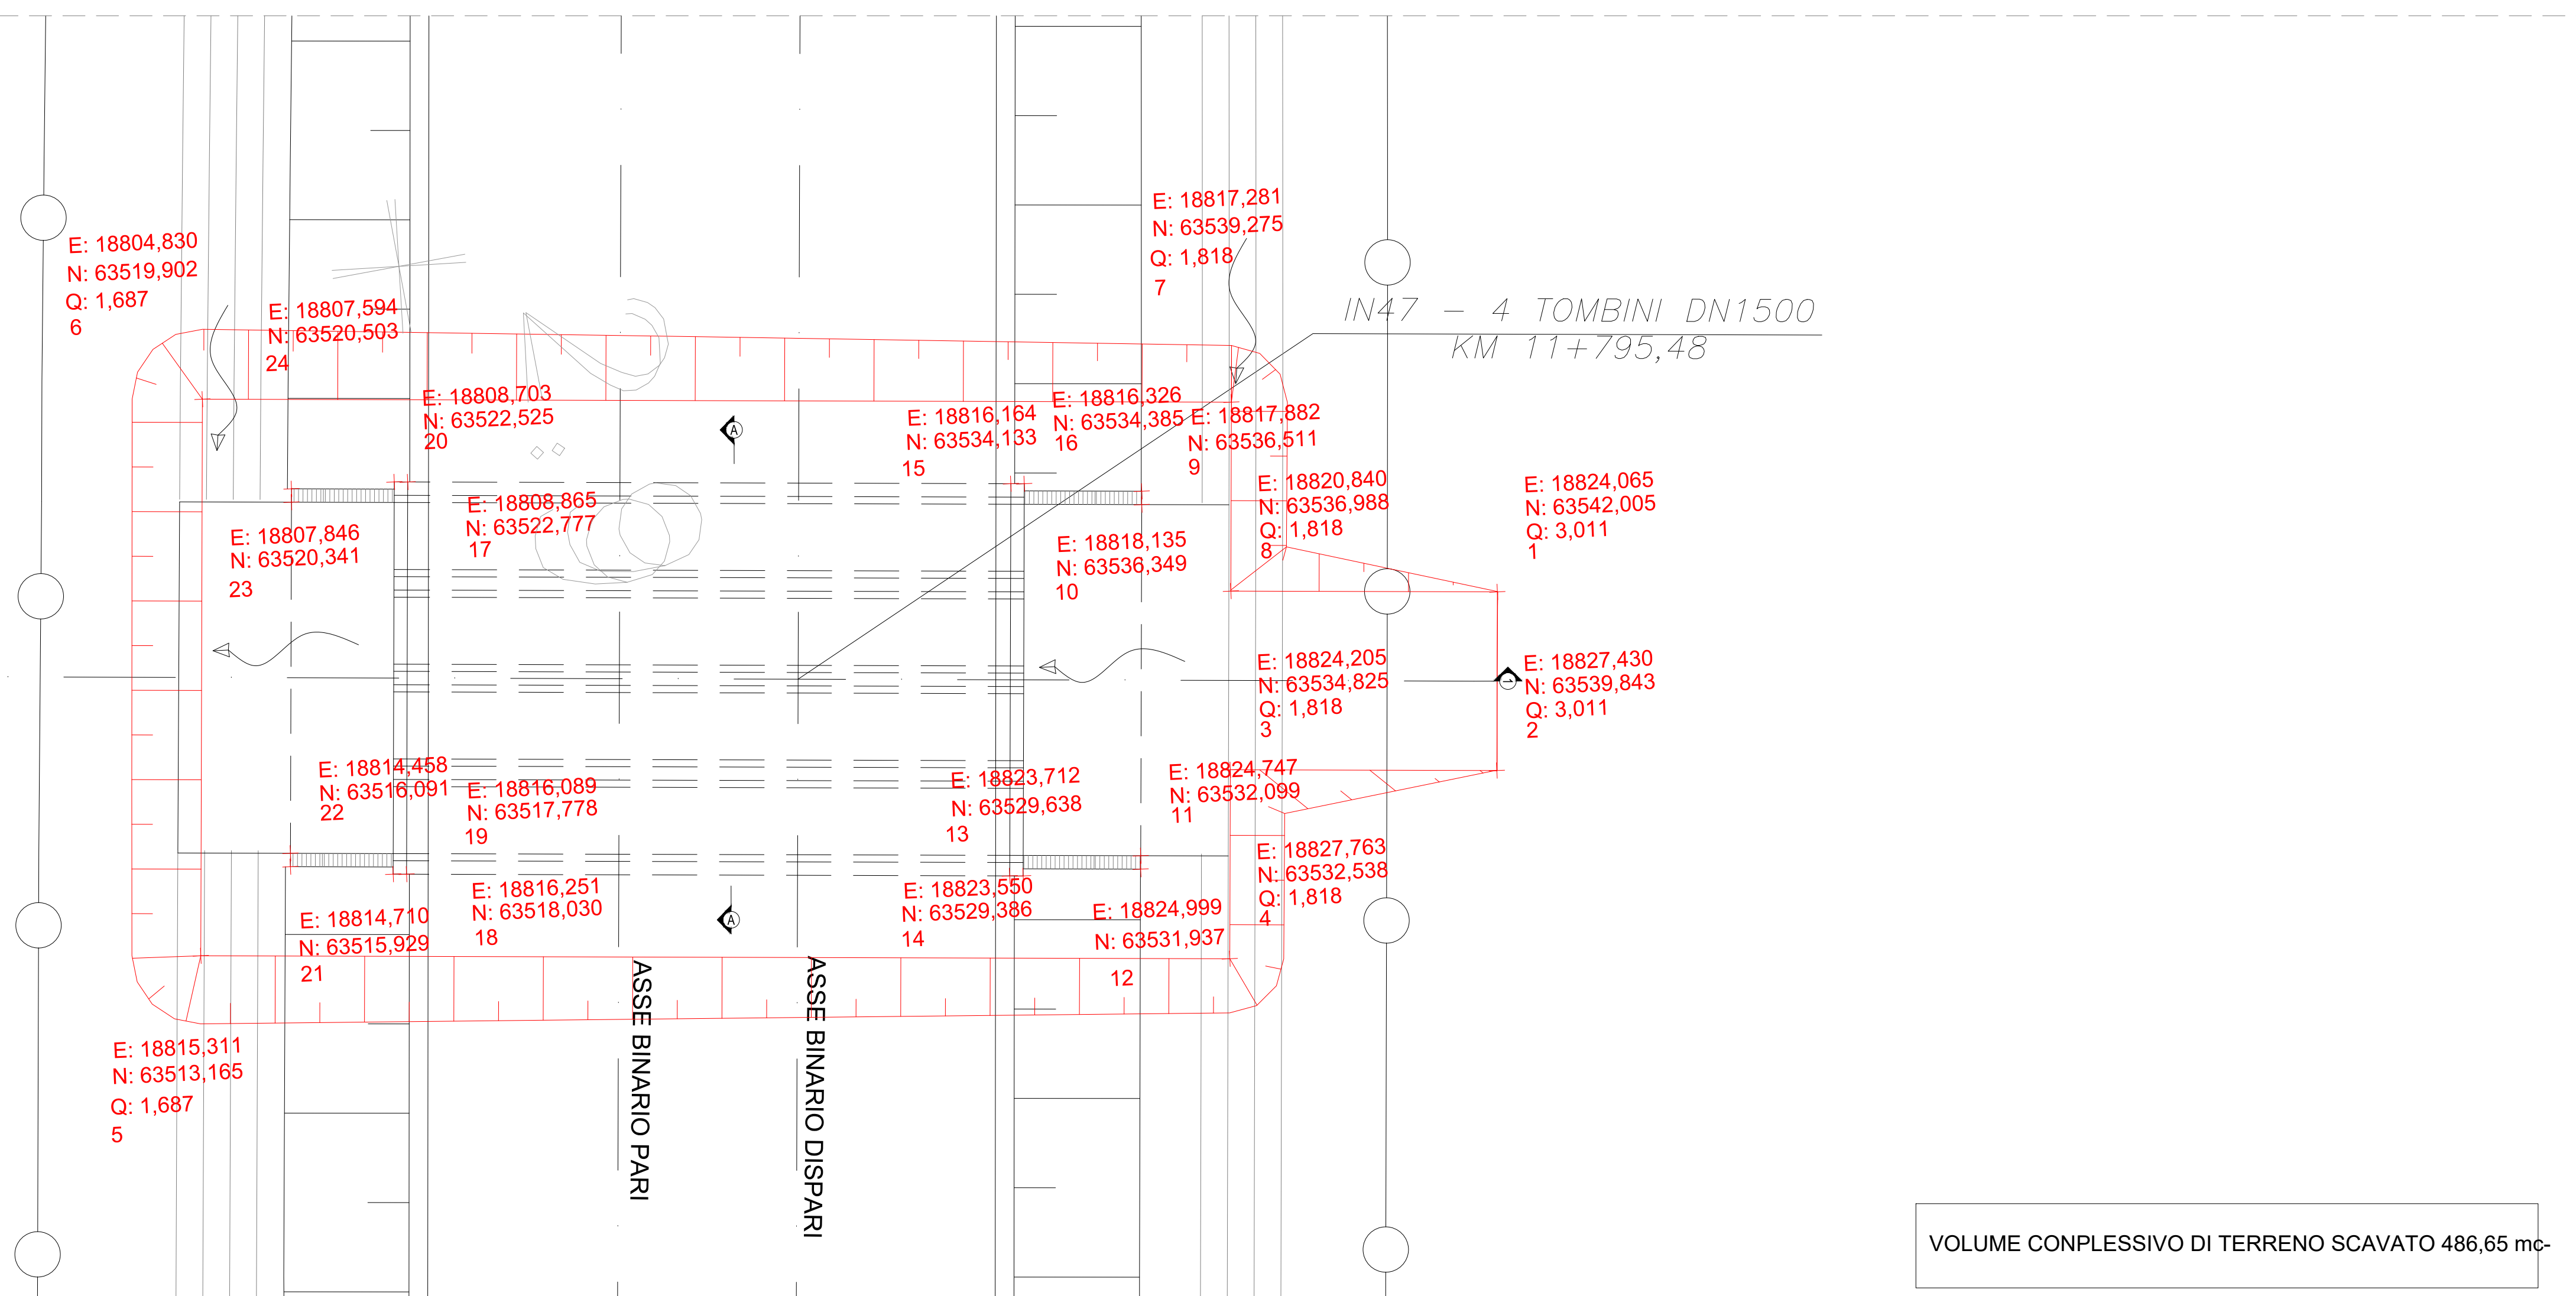 E: 18804,830
N: 63519,902
Q: 1,687
6
E: 18807,594
N: 63520,503
24
E: 18817,281
N: 63539,275
Q: 1,818
7
IN47 - 4 TOMBINI DN1500
KM 11+795,48
E: 18808,703
N: 63522,525
20
A
E: 18816,164
N: 63534,133
15
E: 18816,326
N: 63534,385
16
E: 18817,882
N: 63536,511
9
E: 18820,840
N: 63536,988
Q: 1,818
8
E: 18824,065
N: 63542,005
Q: 3,011
1
E: 18807,846
N: 63520,341
23
E: 18808,865
N: 63522,777
17
E: 18818,135
N: 63536,349
10
E: 18824,205
N: 63534,825
Q: 1,818
3
1
E: 18827,430
N: 63539,843
Q: 3,011
2
E: 18814,458
N: 63516,091
22
E: 18816,089
N: 63517,778
19
E: 18823,712
N: 63529,638
13
E: 18824,747
N: 63532,099
11
E: 18827,763
N: 63532,538
Q: 1,818
4
E: 18814,710
N: 63515,929
21
E: 18816,251
N: 63518,030
18
A
E: 18823,550
N: 63529,386
14
E: 18824,999
N: 63531,937
12
ASSE BINARIO PARI
ASSE BINARIO DISPARI
E: 18815,311
N: 63513,165
Q: 1,687
5
VOLUME CONPLESSIVO DI TERRENO SCAVATO 486,65 mc-